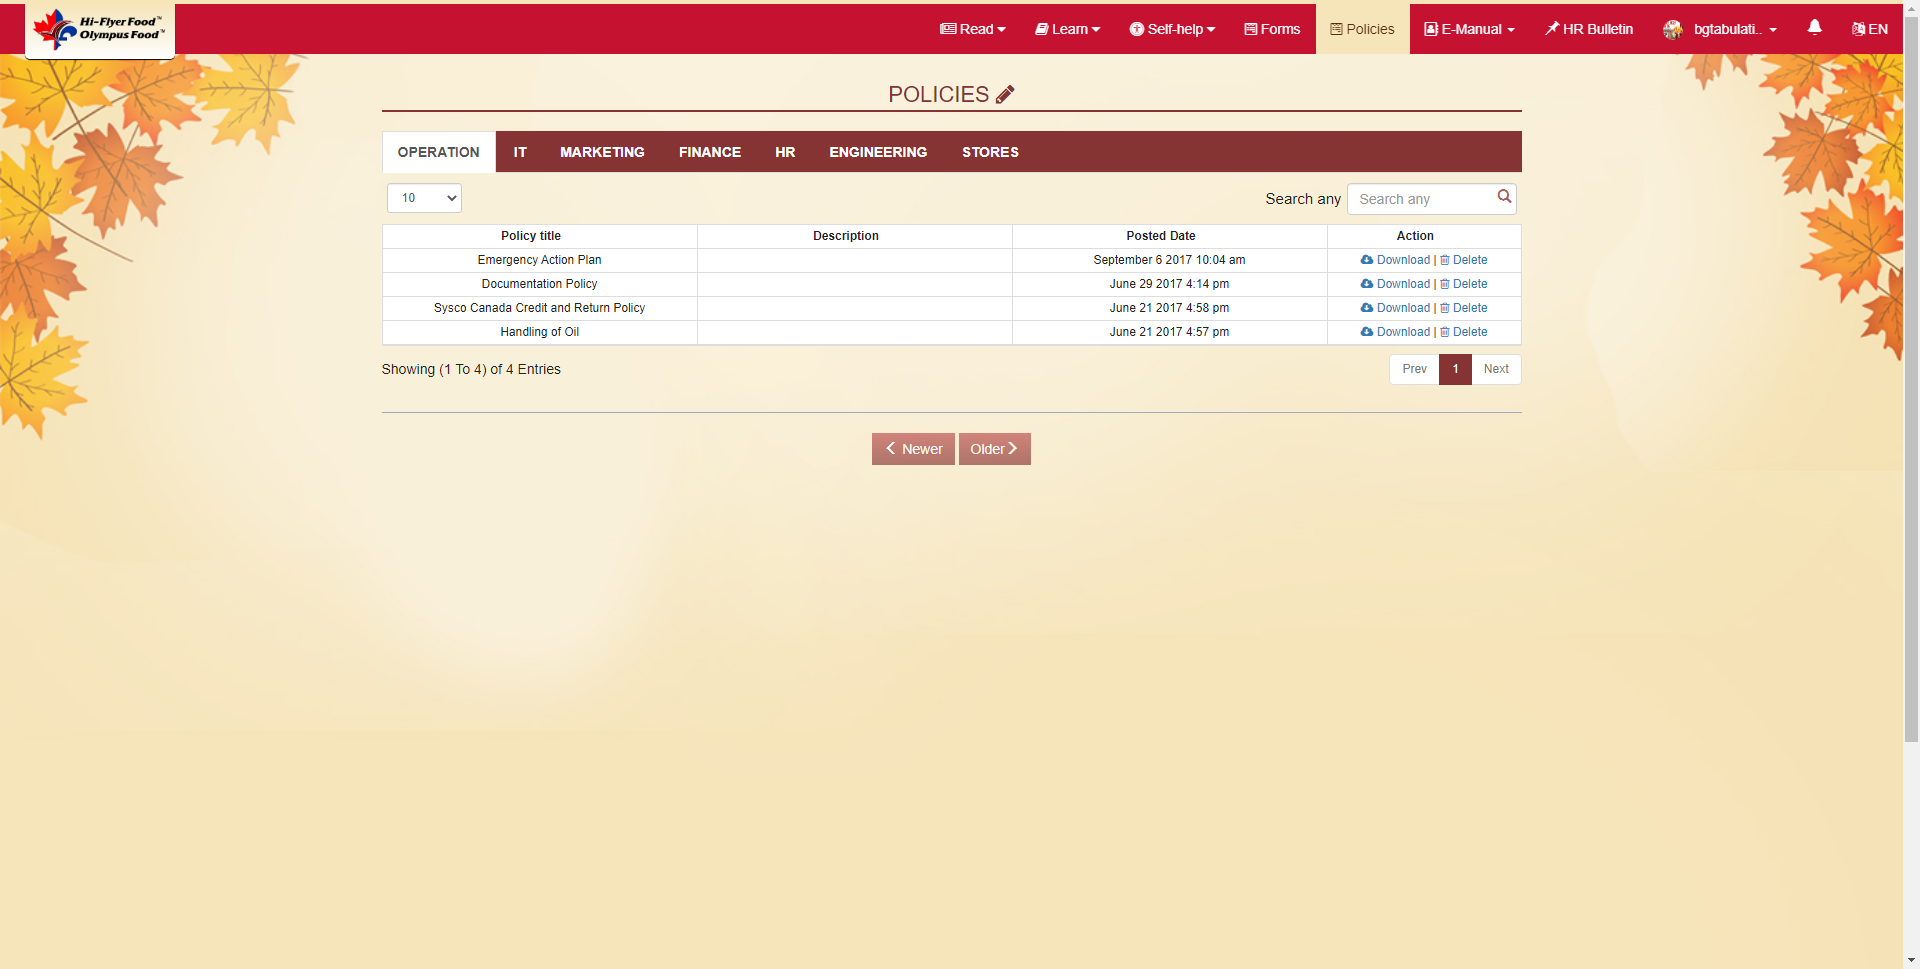 Hi-Flyer Food™
Olympus Food™
Read Learn Self-help Forms Policies E-Manual HR Bulletin bgtabulati.. EN
POLICIES
OPERATION IT MARKETING FINANCE HR ENGINEERING STORES
10 Search any Search any
Policy title Description Posted Date Action
Emergency Action Plan September 6 2017 10:04 am Download | Delete
Documentation Policy June 29 2017 4:14 pm Download | Delete
Sysco Canada Credit and Return Policy June 21 2017 4:58 pm Download | Delete
Handling of Oil June 21 2017 4:57 pm Download | Delete
Showing (1 To 4) of 4 Entries Prev 1 Next
Newer Older